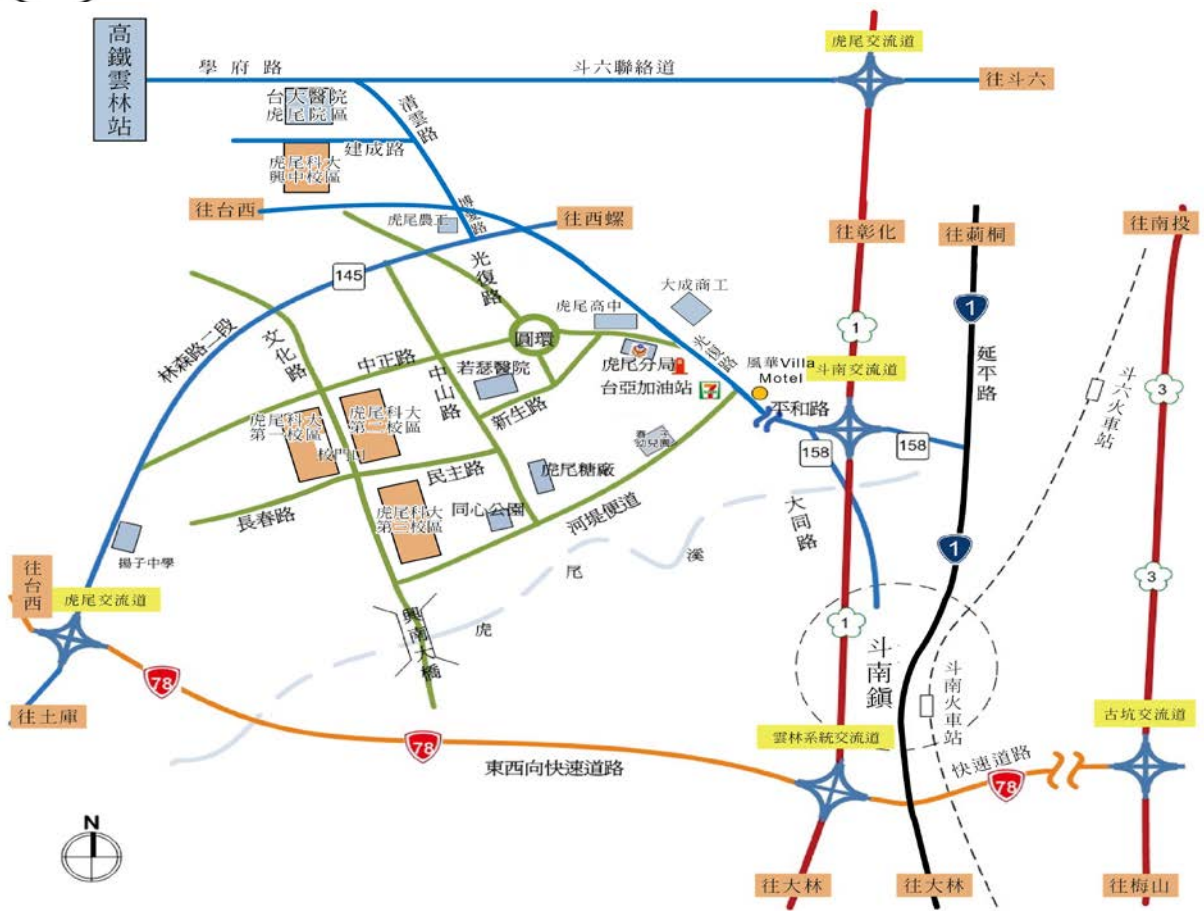 高鐵雲林站
學府路
斗六聯絡道
虎尾交流道
往斗六
台大醫院
虎尾院區
清雲路
建成路
虎尾科大
興中校區
往台西
虎尾農工
博愛路
往西螺
往彰化
往莿桐
往南投
145
光復路
大成商工
虎尾高中
1
1
3
林森路二段
文化路
中正路
圓環
中山路
若瑟醫院
虎尾分局
台亞加油站
7
ELEVEN
光復路
風華Villa
Motel
斗南交流道
延平路
斗六火車站
平和路
新生路
虎尾科大
第一校區
校門口
虎尾科大
第二校區
幼兒園
158
158
民主路
虎尾糖廠
長春路
虎尾科大
第三校區
同心公園
河堤便道
大同路
揚子中學
虎尾溪
1
3
往台西
虎尾交流道
興南大橋
1
斗南鎮
斗南火車站
往土庫
78
78
東西向快速道路
雲林系統交流道
快速道路
78
古坑交流道
N
往大林
往大林
往梅山